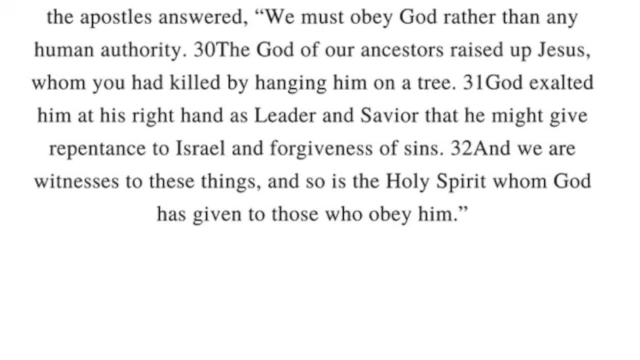 the apostles answered, “We must obey God rather than any
human authority. 30The God of our ancestors raised up Jesus,
whom you had killed by hanging him on a tree. 31God exalted
him at his right hand as Leader and Savior that he might give
repentance to Israel and forgiveness of sins. 32And we are
witnesses to these things, and so is the Holy Spirit whom God
has given to those who obey him.”